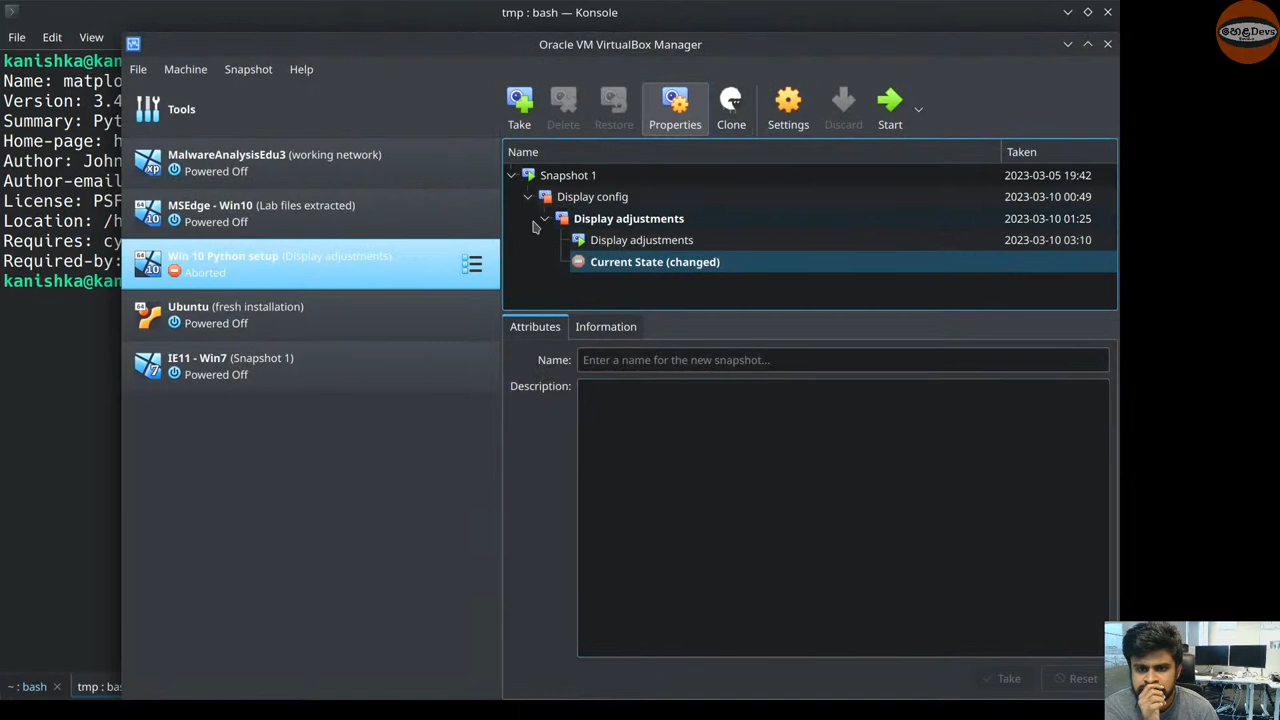 tmp : bash — Konsole
File Edit View
Oracle VM VirtualBox Manager
File Machine Snapshot Help
kanishka@kan
Name: matplo
Version: 3.4
Summary: Pyt
Home-page: h
Author: John
Author-email
License: PSF
Location: /h
Requires: cy
Required-by:
kanishka@kan
Tools
MalwareAnalysisEdu3 (working network)
Powered Off
MSEdge - Win10 (Lab files extracted)
Powered Off
Win 10 Python setup (Display adjustments)
Aborted
Ubuntu (fresh installation)
Powered Off
IE11 - Win7 (Snapshot 1)
Powered Off
Take Delete Restore Properties Clone Settings Discard Start
Name Taken
Snapshot 1 2023-03-05 19:42
Display config 2023-03-10 00:49
Display adjustments 2023-03-10 01:25
Display adjustments 2023-03-10 03:10
Current State (changed)
Attributes Information
Name: Enter a name for the new snapshot...
Description:
Take Reset
~ : bash tmp : bas
හෙළDevs